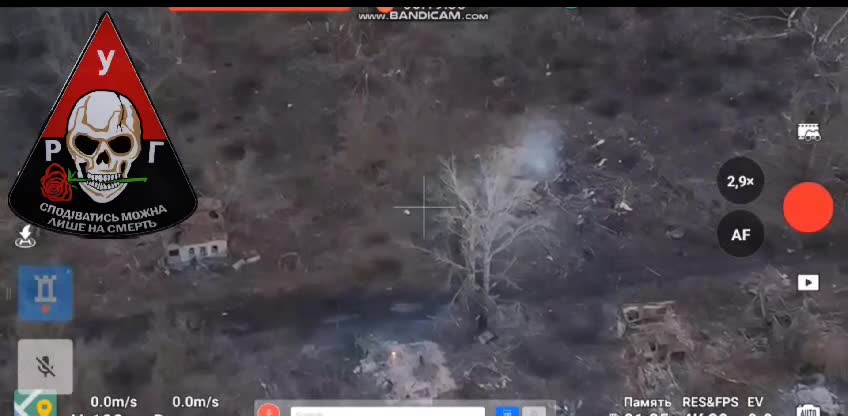 WWW.BANDICAM.COM
У
Р Г
СПОДІВАТИСЬ МОЖНА
ЛИШЕ НА СМЕРТЬ
2,9×
AF
0.0m/s 0.0m/s
Память RES&FPS EV
AUTO